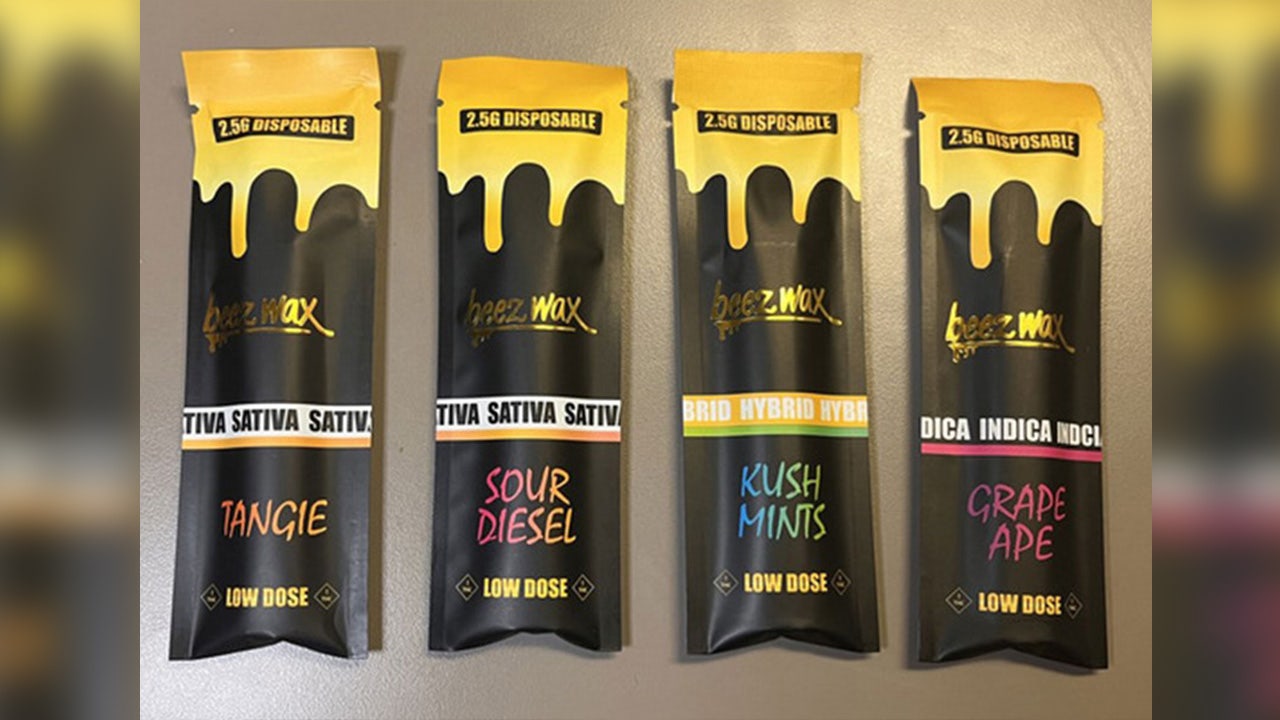 2.5G DISPOSABLE
beez wax
TIVA SATIVA SATIV
TANGIE
LOW DOSE
2.5G DISPOSABLE
beez wax
TIVA SATIVA SATIV
SOUR
DIESEL
LOW DOSE
2.5G DISPOSABLE
beez wax
BRID HYBRID HYBR
KUSH
MINTS
LOW DOSE
2.5G DISPOSABLE
beez wax
DICA INDICA INDCI
GRAPE
APE
LOW DOSE